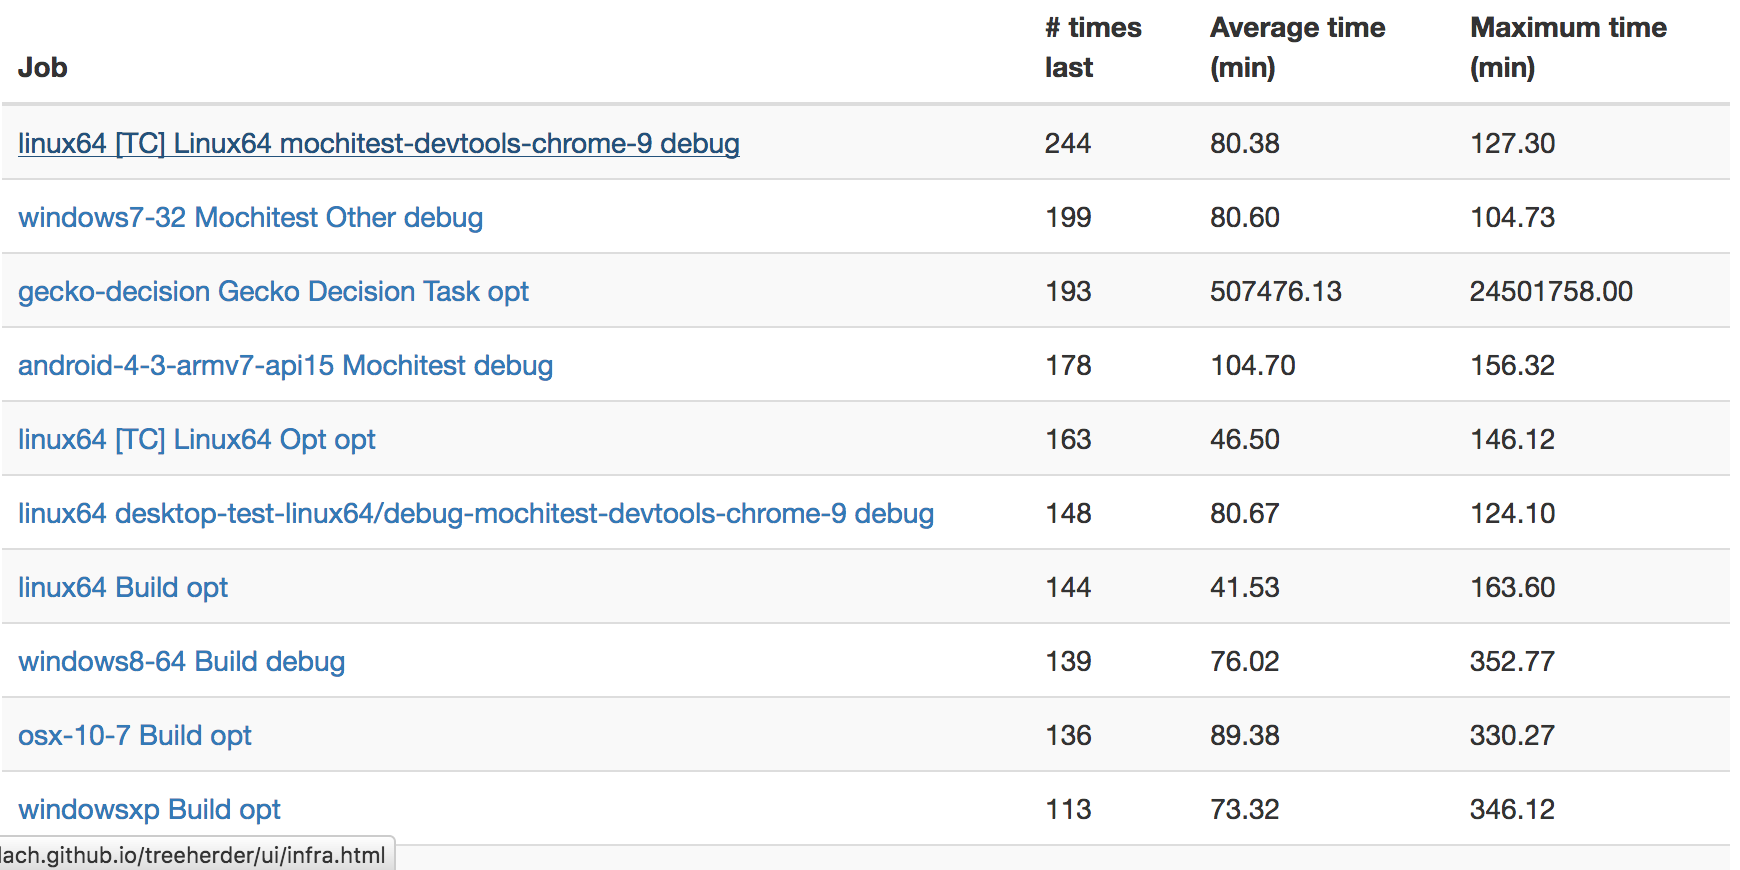 Job # times last Average time (min) Maximum time (min)
linux64 [TC] Linux64 mochitest-devtools-chrome-9 debug 244 80.38 127.30
windows7-32 Mochitest Other debug 199 80.60 104.73
gecko-decision Gecko Decision Task opt 193 507476.13 24501758.00
android-4-3-armv7-api15 Mochitest debug 178 104.70 156.32
linux64 [TC] Linux64 Opt opt 163 46.50 146.12
linux64 desktop-test-linux64/debug-mochitest-devtools-chrome-9 debug 148 80.67 124.10
linux64 Build opt 144 41.53 163.60
windows8-64 Build debug 139 76.02 352.77
osx-10-7 Build opt 136 89.38 330.27
windowsxp Build opt 113 73.32 346.12
lach.github.io/treeherder/ui/infra.html